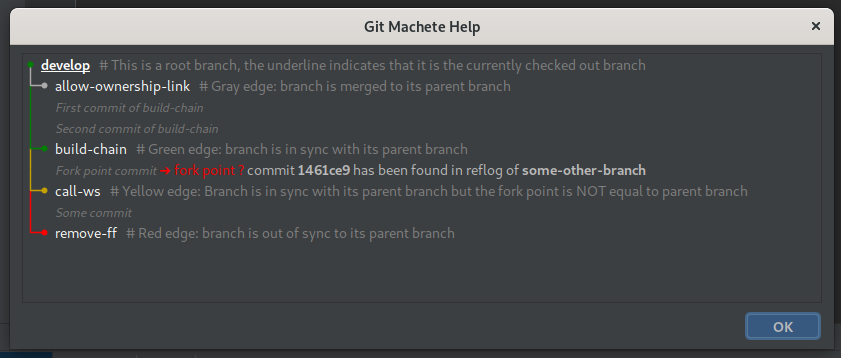 Git Machete Help
×
develop # This is a root branch, the underline indicates that it is the currently checked out branch
allow-ownership-link # Gray edge: branch is merged to its parent branch
First commit of build-chain
Second commit of build-chain
build-chain # Green edge: branch is in sync with its parent branch
Fork point commit ➔ fork point ? commit 1461ce9 has been found in reflog of some-other-branch
call-ws # Yellow edge: Branch is in sync with its parent branch but the fork point is NOT equal to parent branch
Some commit
remove-ff # Red edge: branch is out of sync to its parent branch
OK